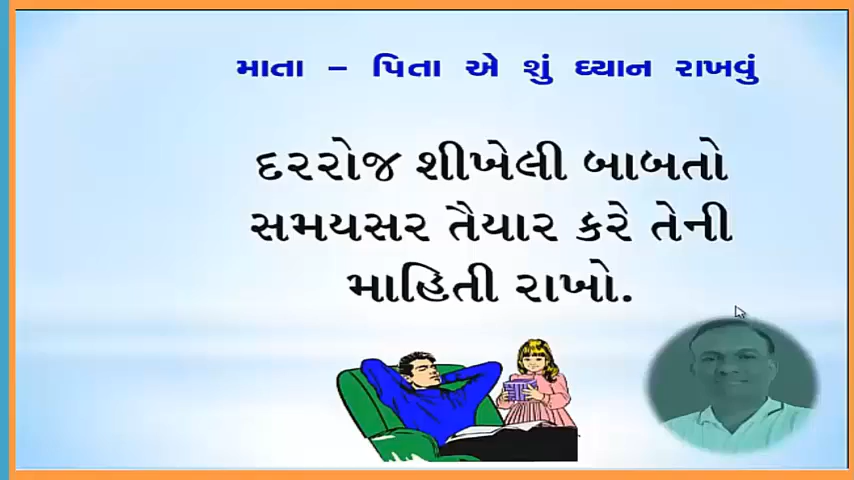 માતા – પિતા એ શું ધ્યાન રાખવું
દરરોજ શીખેલી બાબતો
સમયસર તૈયાર કરે તેની
માહિતી રાખો.